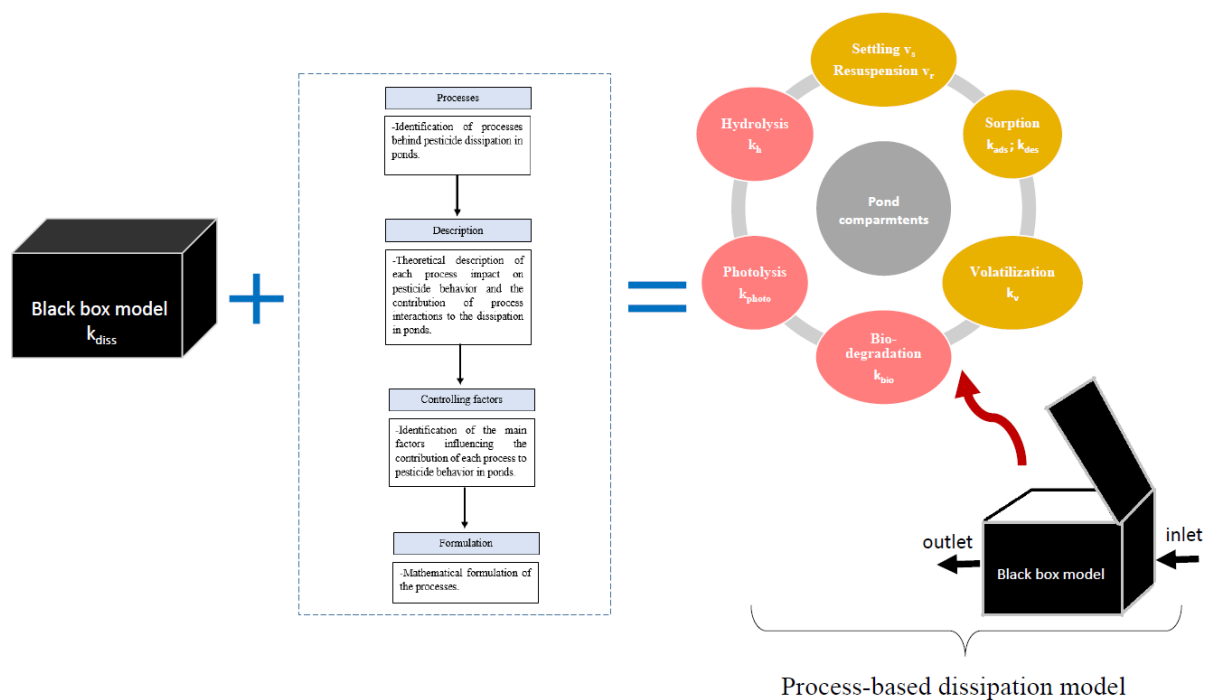 Black box model
kdiss
Processes
-Identification of processes
behind pesticide dissipation in
ponds.
Description
-Theoretical description of
each process impact on
pesticide behavior and the
contribution of process
interactions to the dissipation
in ponds.
Controlling factors
-Identification of the main
factors influencing the
contribution of each process to
pesticide behavior in ponds.
Formulation
-Mathematical formulation of
the processes.
Settling vs
Resuspension vr
Hydrolysis
kh
Sorption
kads ; kdes
Pond
comparmtents
Photolysis
kphoto
Volatilization
kv
Bio-
degradation
kbio
outlet
inlet
Black box model
Process-based dissipation model